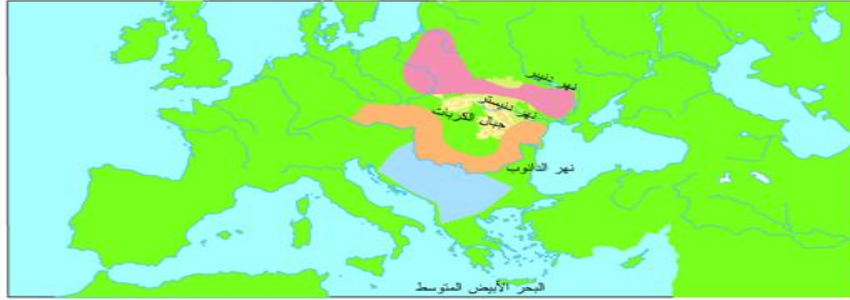 نهر دنيبر
نهر دنيستر
جبال الكربات
نهر الدانوب
البحر الأبيض المتوسط